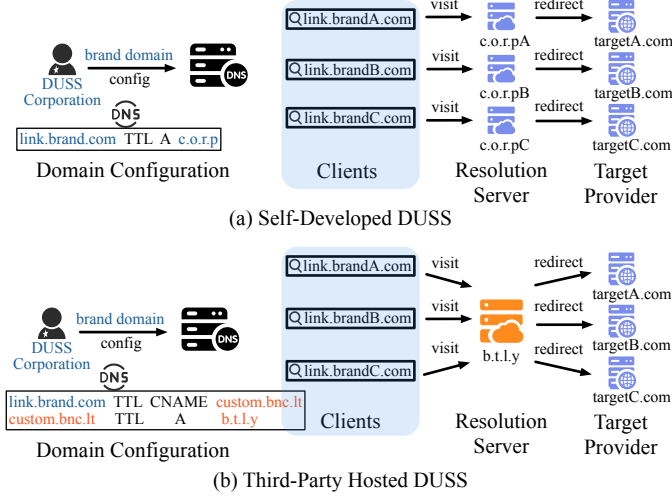 brand domain
config
DNS
DUSS
Corporation
DNS
link.brand.com TTL A c.o.r.p
Domain Configuration
link.brandA.com
link.brandB.com
link.brandC.com
Clients
visit
visit
visit
c.o.r.pA
c.o.r.pB
c.o.r.pC
Resolution
Server
redirect
redirect
redirect
targetA.com
targetB.com
targetC.com
Target
Provider
(a) Self-Developed DUSS
brand domain
config
DNS
DUSS
Corporation
DNS
link.brand.com TTL CNAME custom.bnc.lt
custom.bnc.lt TTL A b.t.l.y
Domain Configuration
link.brandA.com
link.brandB.com
link.brandC.com
Clients
visit
visit
visit
b.t.l.y
Resolution
Server
redirect
redirect
redirect
targetA.com
targetB.com
targetC.com
Target
Provider
(b) Third-Party Hosted DUSS